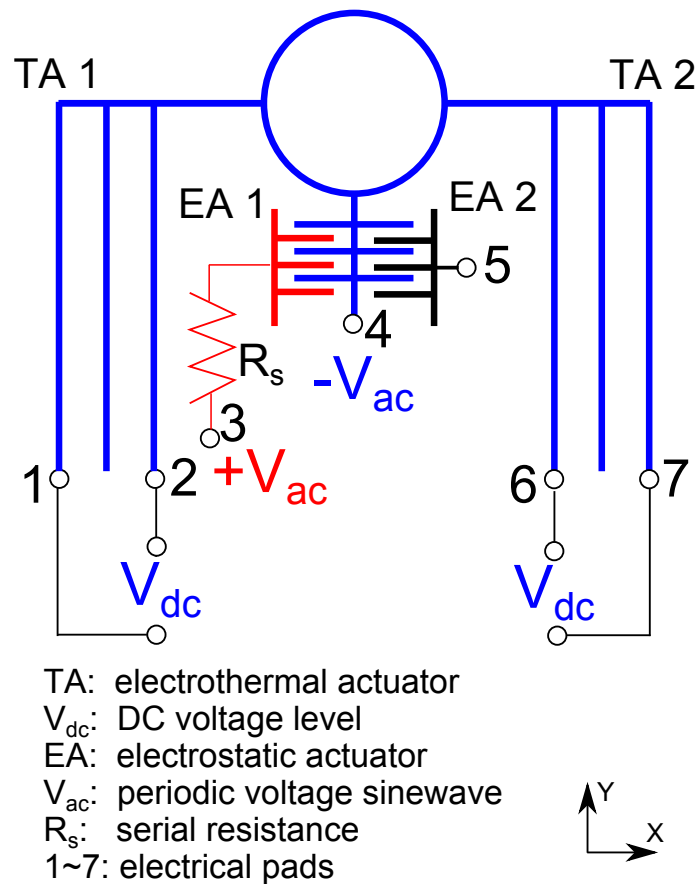 TA 1
TA 2
EA 1
EA 2
5
4
R_s
-V_ac
3
+V_ac
1
2
6
7
V_dc
V_dc
TA: electrothermal actuator
V_dc: DC voltage level
EA: electrostatic actuator
V_ac: periodic voltage sinewave
R_s: serial resistance
1~7: electrical pads
Y
X